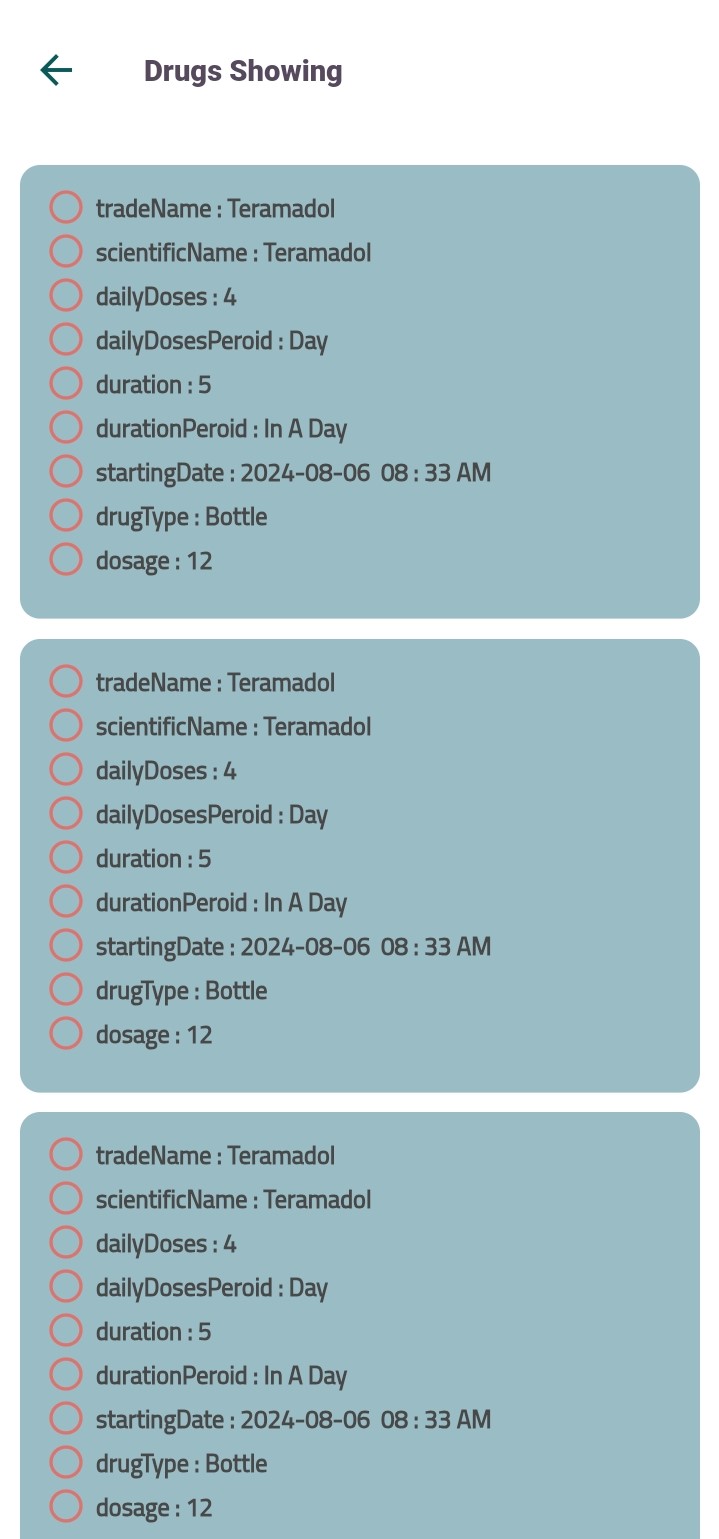 Drugs Showing
tradeName : Teramadol
scientificName : Teramadol
dailyDoses : 4
dailyDosesPeroid : Day
duration : 5
durationPeroid : In A Day
startingDate : 2024-08-06  08 : 33 AM
drugType : Bottle
dosage : 12
tradeName : Teramadol
scientificName : Teramadol
dailyDoses : 4
dailyDosesPeroid : Day
duration : 5
durationPeroid : In A Day
startingDate : 2024-08-06  08 : 33 AM
drugType : Bottle
dosage : 12
tradeName : Teramadol
scientificName : Teramadol
dailyDoses : 4
dailyDosesPeroid : Day
duration : 5
durationPeroid : In A Day
startingDate : 2024-08-06  08 : 33 AM
drugType : Bottle
dosage : 12